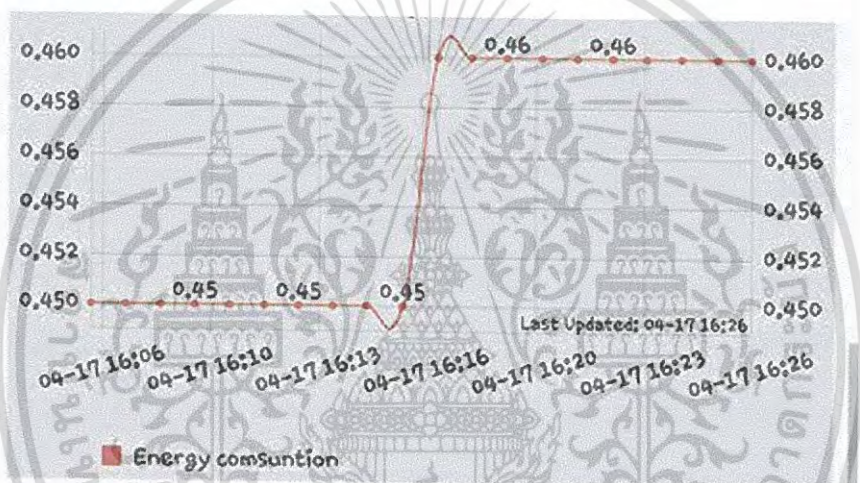 0.460 0.46 0.46 0.460
0.458 0.458
0.456 0.456
0.454 0.454
0.452 0.452
0.450 0.45 0.45 0.45 0.450
Last Updated: 04-17 16:26
04-17 16:06 04-17 16:10 04-17 16:13 04-17 16:16 04-17 16:20 04-17 16:23 04-17 16:26
Energy comsuntion